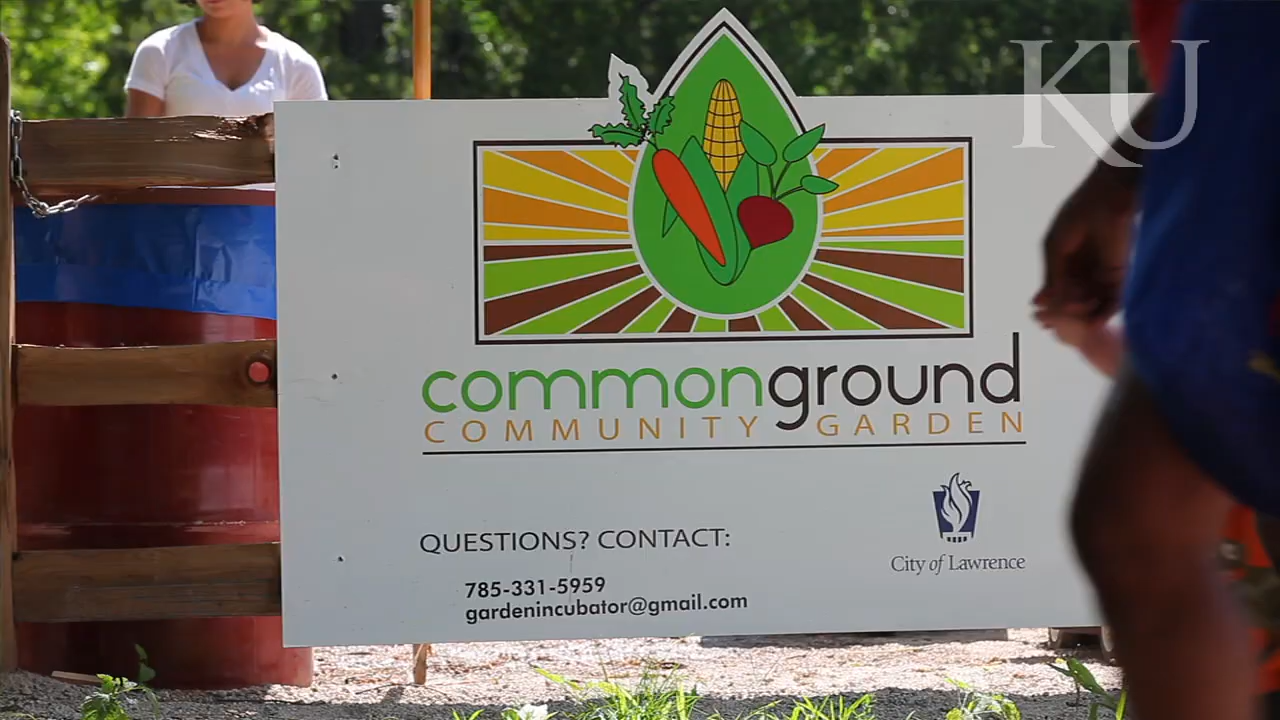 KU
commonground
COMMUNITY GARDEN
QUESTIONS? CONTACT:
785-331-5959
gardenincubator@gmail.com
City of Lawrence